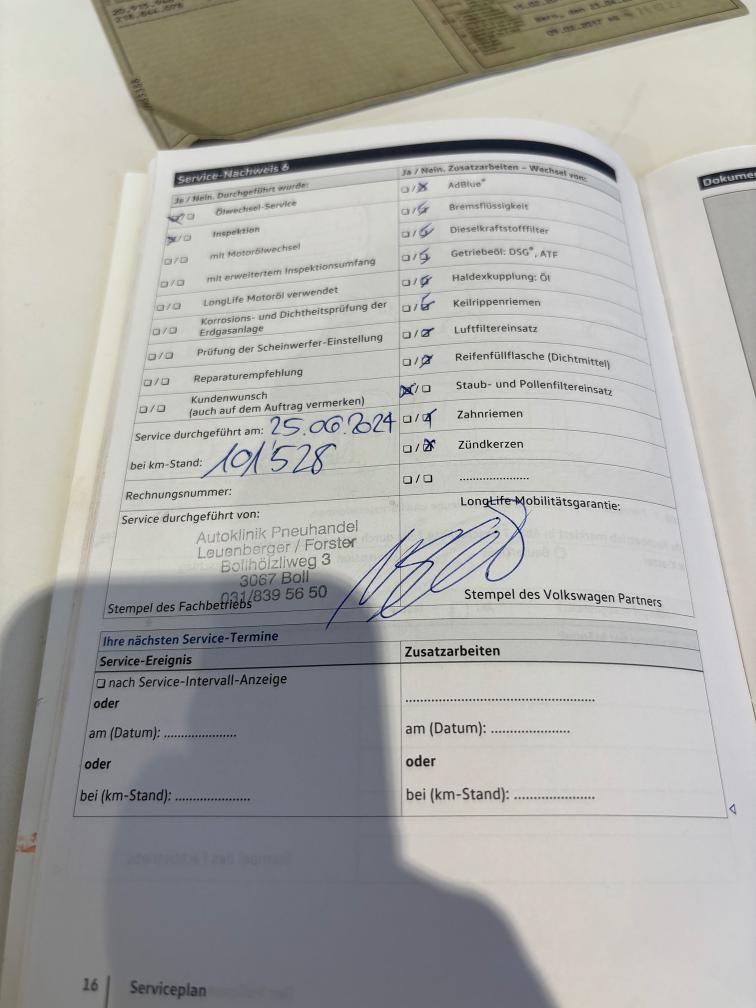 Service-Nachweis 6
Ja / Nein. Durchgeführt wurde:
Ölwechsel-Service
Inspektion
mit Motorölwechsel
mit erweitertem Inspektionsumfang
LongLife Motoröl verwendet
Korrosions- und Dichtheitsprüfung der
Erdgasanlage
Prüfung der Scheinwerfer-Einstellung
Reparaturempfehlung
Kundenwunsch
(auch auf dem Auftrag vermerken)
Service durchgeführt am: 25.06.2024
bei km-Stand: 101'528
Rechnungsnummer:
Service durchgeführt von:
Autoklinik Pneuhandel
Leuenberger / Forster
Bollhölzliweg 3
3067 Boll
031/839 56 50
Stempel des Fachbetriebs
Ja / Nein. Zusatzarbeiten – Wechsel von:
AdBlue®
Bremsflüssigkeit
Dieselkraftstofffilter
Getriebeöl: DSG®, ATF
Haldexkupplung: Öl
Keilrippenriemen
Luftfiltereinsatz
Reifenfüllflasche (Dichtmittel)
Staub- und Pollenfiltereinsatz
Zahnriemen
Zündkerzen
....................
LongLife Mobilitätsgarantie:
Stempel des Volkswagen Partners
Ihre nächsten Service-Termine
Service-Ereignis
nach Service-Intervall-Anzeige
oder
am (Datum): ....................
oder
bei (km-Stand): ....................
Zusatzarbeiten
..................................................
am (Datum): ....................
oder
bei (km-Stand): ....................
16 Serviceplan